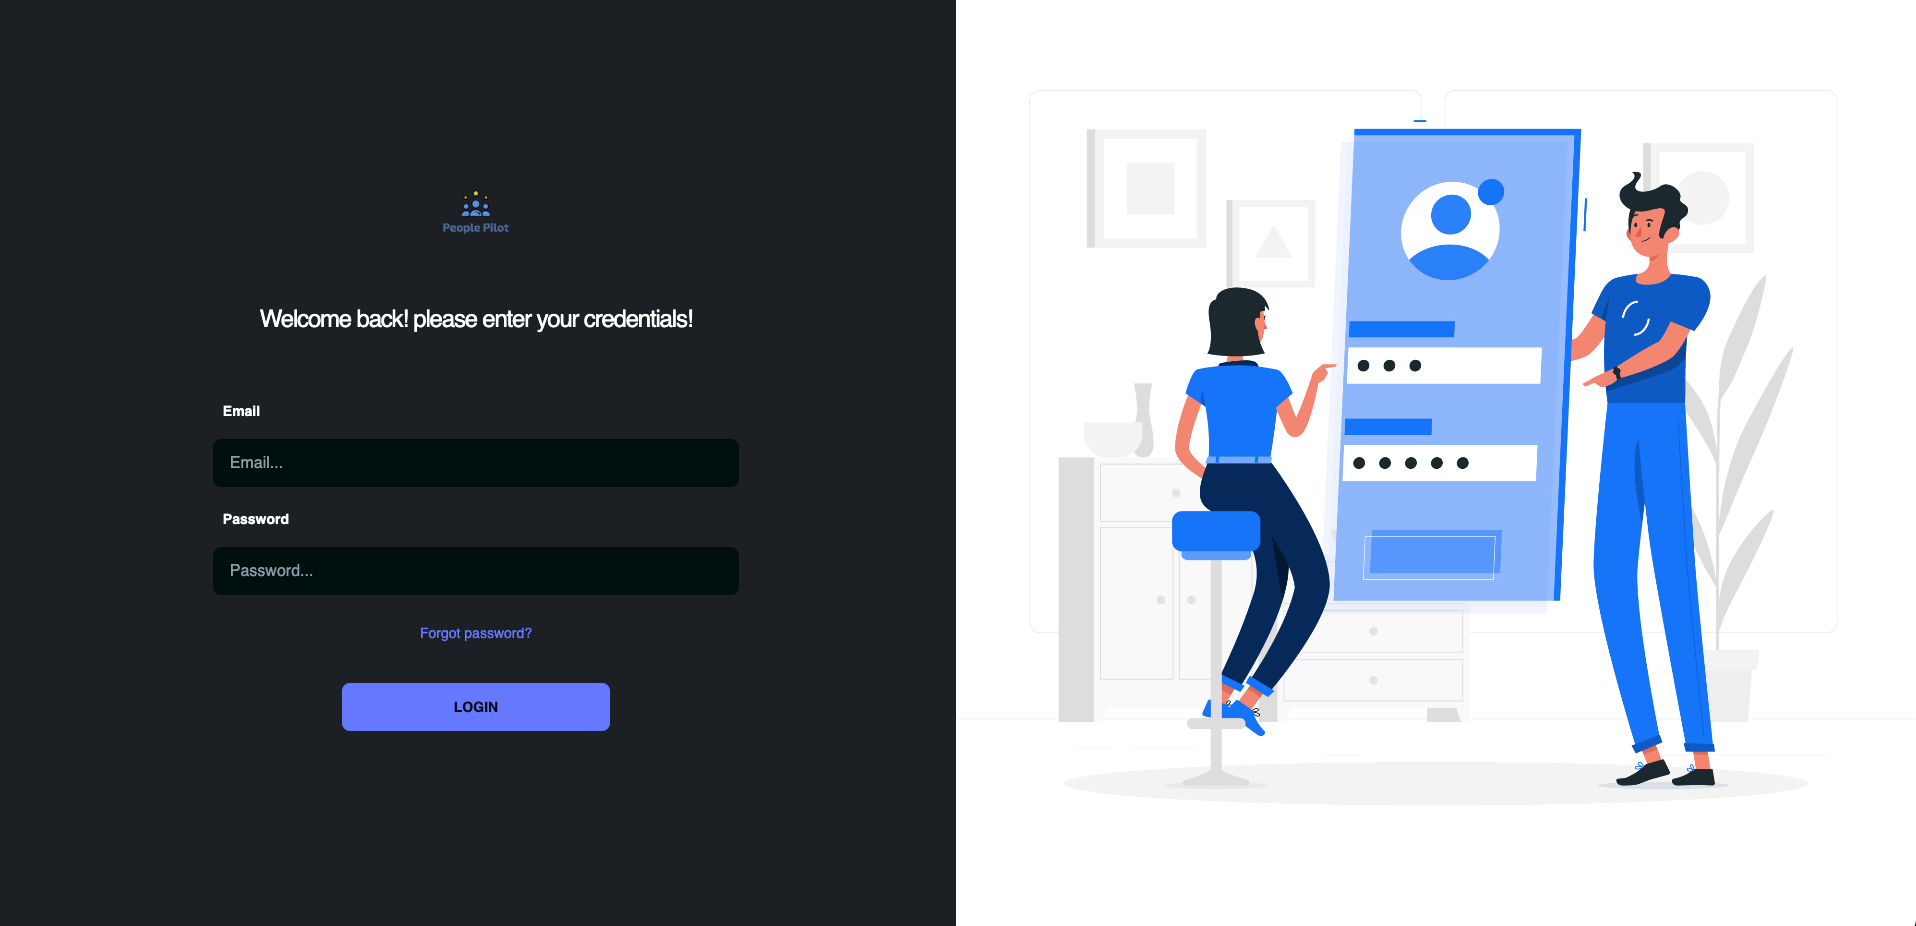 People Pilot
Welcome back! please enter your credentials!
Email
Email...
Password
Password...
Forgot password?
LOGIN